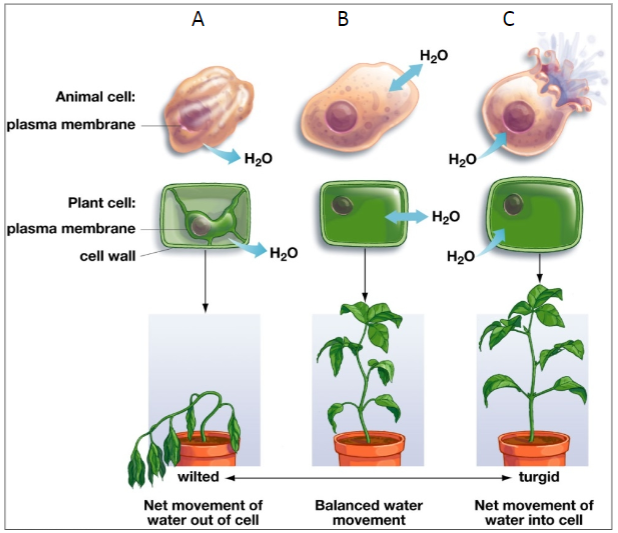 A B C
H₂O
Animal cell:
plasma membrane
H₂O
H₂O
Plant cell:
plasma membrane
H₂O
cell wall
H₂O
H₂O
wilted turgid
Net movement of
water out of cell
Balanced water
movement
Net movement of
water into cell